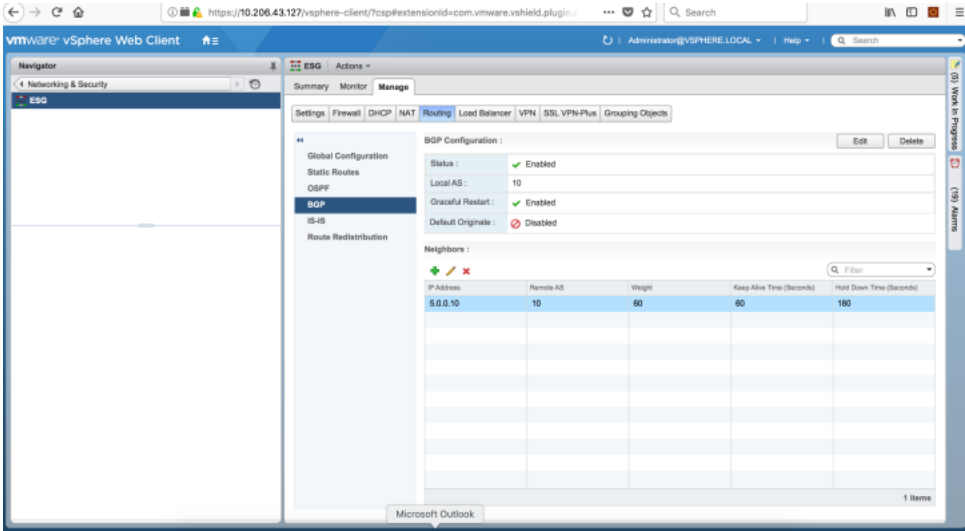 https://10.206.43.127/vsphere-client/?csp#extensionId=com.vmware.vshield.plugin.
Search
vmware® vSphere Web Client
Administrator@VSPHERE.LOCAL
Help
Search
Navigator
Networking & Security
ESG
ESG
Actions
Summary
Monitor
Manage
Settings
Firewall
DHCP
NAT
Routing
Load Balancer
VPN
SSL VPN-Plus
Grouping Objects
Global Configuration
Static Routes
OSPF
BGP
IS-IS
Route Redistribution
BGP Configuration :
Edit
Delete
Status : Enabled
Local AS : 10
Graceful Restart : Enabled
Default Originate : Disabled
Neighbors :
Filter
IP Address Remote AS Weight Keep Alive Time (Seconds) Hold Down Time (Seconds)
5.0.0.10 10 60 60 180
1 Items
(5) Work In Progress
(19) Alarms
Microsoft Outlook